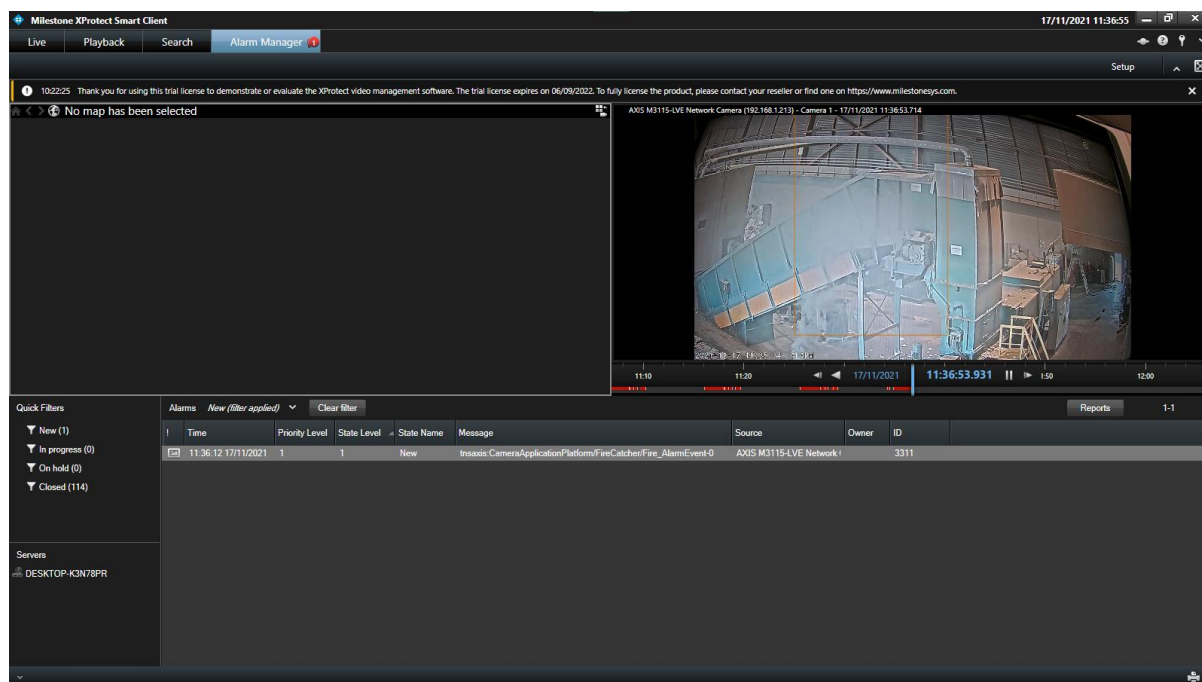 Milestone XProtect Smart Client
17/11/2021 11:36:55
Live Playback Search Alarm Manager 1
Setup
10:22:25 Thank you for using this trial license to demonstrate or evaluate the XProtect video management software. The trial license expires on 06/09/2022. To fully license the product, please contact your reseller or find one on https://www.milestonesys.com.
No map has been selected
AXIS M3115-LVE Network Camera (192.168.1.213) - Camera 1 - 17/11/2021 11:36:53.714
11:10 11:20 17/11/2021 11:36:53.931 1:50 12:00
Quick Filters
New (1)
In progress (0)
On hold (0)
Closed (114)
Servers
DESKTOP-K3N78PR
Alarms New (filter applied) Clear filter Reports 1-1
! Time Priority Level State Level State Name Message Source Owner ID
11:36:12 17/11/2021 1 1 New tnsaxis:CameraApplicationPlatform/FireCatcher/Fire_AlarmEvent-0 AXIS M3115-LVE Network 3311